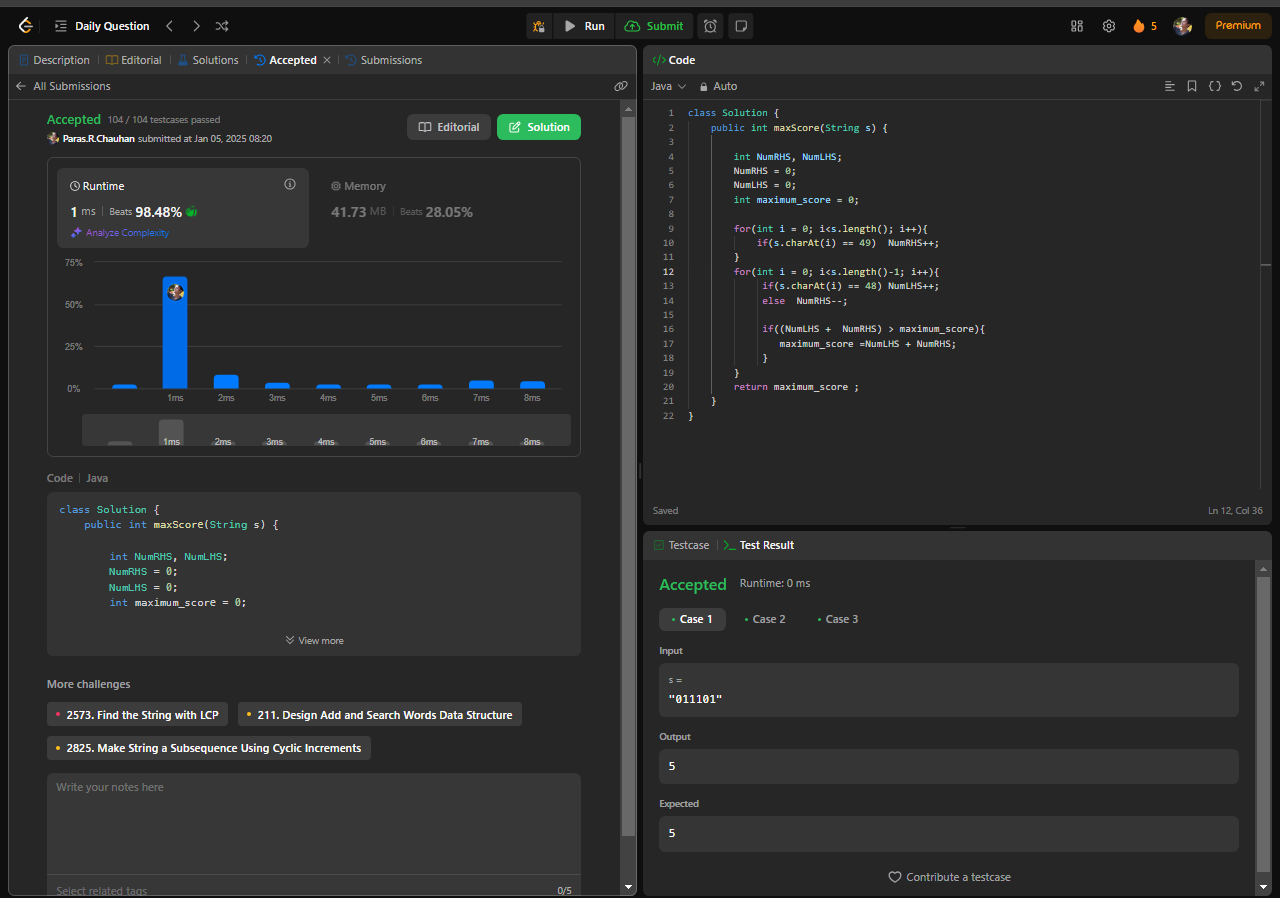 Daily Question
Run
Submit
5
Premium
Description
Editorial
Solutions
Accepted
Submissions
All Submissions
Accepted 104 / 104 testcases passed
Paras.R.Chauhan submitted at Jan 05, 2025 08:20
Editorial
Solution
Runtime
1 ms | Beats 98.48%
Analyze Complexity
Memory
41.73 MB | Beats 28.05%
75%
50%
25%
0%
1ms 2ms 3ms 4ms 5ms 6ms 7ms 8ms
1ms 2ms 3ms 4ms 5ms 6ms 7ms 8ms
Code | Java
class Solution {
public int maxScore(String s) {
int NumRHS, NumLHS;
NumRHS = 0;
NumLHS = 0;
int maximum_score = 0;
View more
More challenges
2573. Find the String with LCP
211. Design Add and Search Words Data Structure
2825. Make String a Subsequence Using Cyclic Increments
Write your notes here
Select related tags
0/5
</> Code
Java
Auto
1 class Solution {
2 public int maxScore(String s) {
3
4 int NumRHS, NumLHS;
5 NumRHS = 0;
6 NumLHS = 0;
7 int maximum_score = 0;
8
9 for(int i = 0; i<s.length(); i++){
10 if(s.charAt(i) == 49)  NumRHS++;
11 }
12 for(int i = 0; i<s.length()-1; i++){
13 if(s.charAt(i) == 48) NumLHS++;
14 else  NumRHS--;
15
16 if((NumLHS +  NumRHS) > maximum_score){
17 maximum_score =NumLHS + NumRHS;
18 }
19 }
20 return maximum_score ;
21 }
22 }
Saved
Ln 12, Col 36
Testcase
Test Result
Accepted
Runtime: 0 ms
Case 1
Case 2
Case 3
Input
s =
"011101"
Output
5
Expected
5
Contribute a testcase